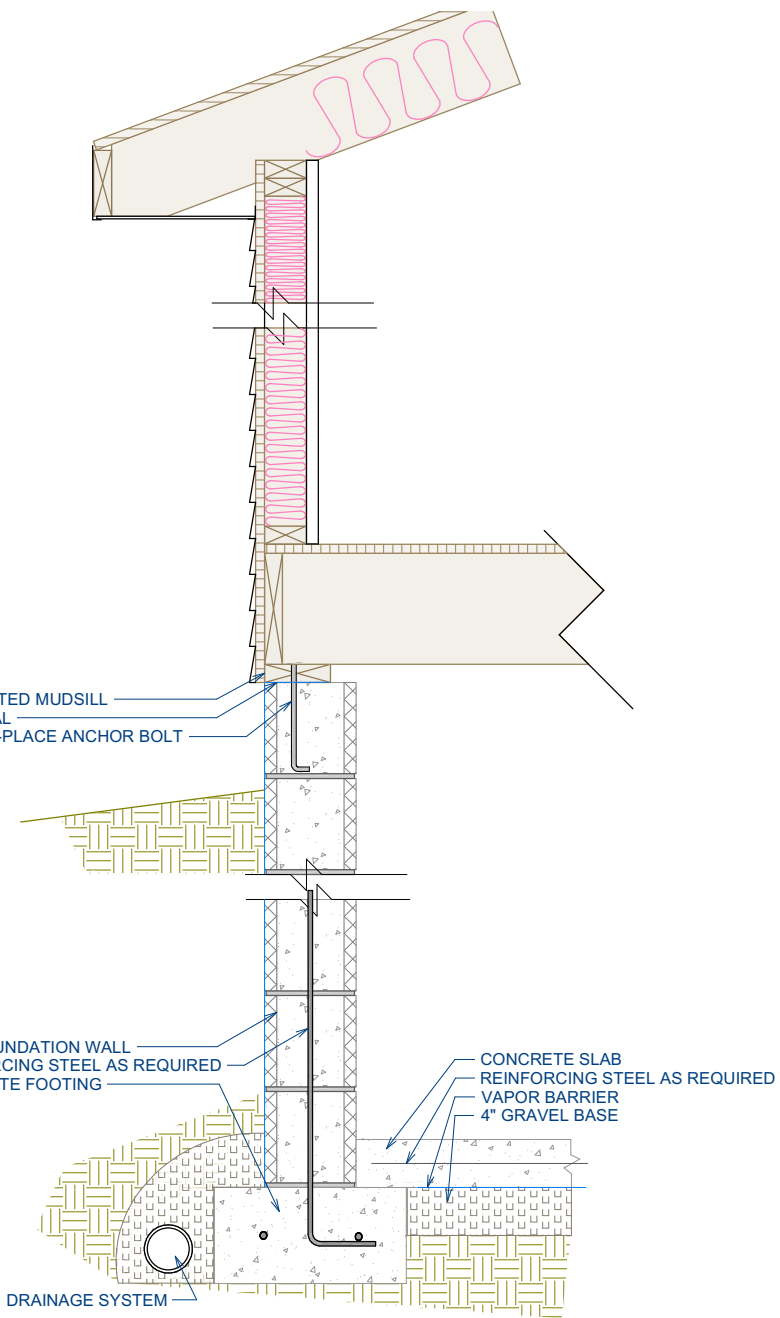 TED MUDSILL
AL
-PLACE ANCHOR BOLT
UNDATION WALL
RCING STEEL AS REQUIRED
TE FOOTING
CONCRETE SLAB
REINFORCING STEEL AS REQUIRED
VAPOR BARRIER
4" GRAVEL BASE
DRAINAGE SYSTEM